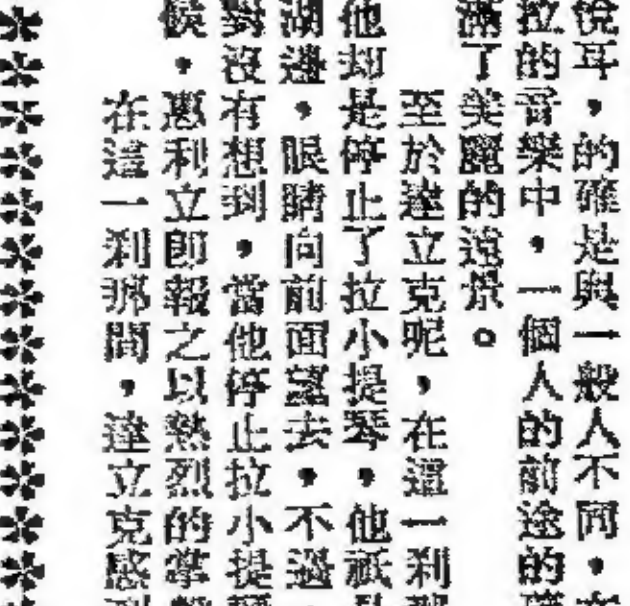 悅耳，的確是與一般人不同，
拉的音樂中，一個人的前途的
滿了美麗的遠景。
至於達立克呢，在這一剎那
他却是停止了拉小提琴，他祇是
湖邊，眼睛向前面望去，不過
對沒有想到，當他停止拉小提琴
候，惠利立即報之以熱烈的掌聲
在這一剎那間，達立克感到